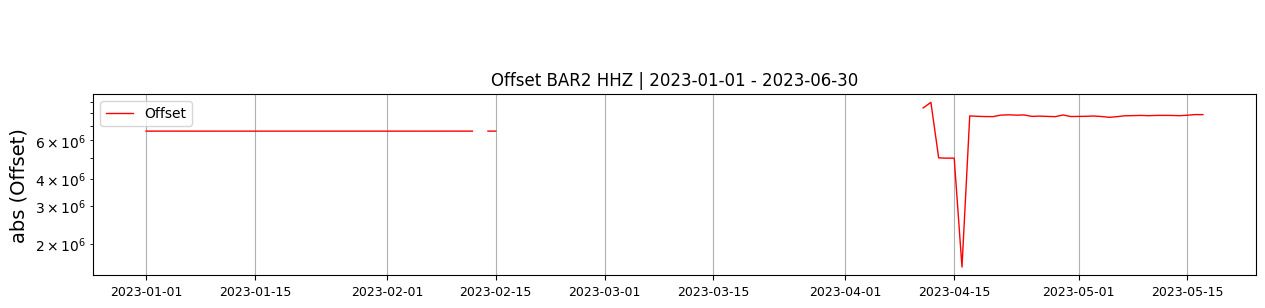 Offset BAR2 HHZ | 2023-01-01 - 2023-06-30
Offset
abs (Offset)
6 × 10⁶
4 × 10⁶
3 × 10⁶
2 × 10⁶
2023-01-01 2023-01-15 2023-02-01 2023-02-15 2023-03-01 2023-03-15 2023-04-01 2023-04-15 2023-05-01 2023-05-15